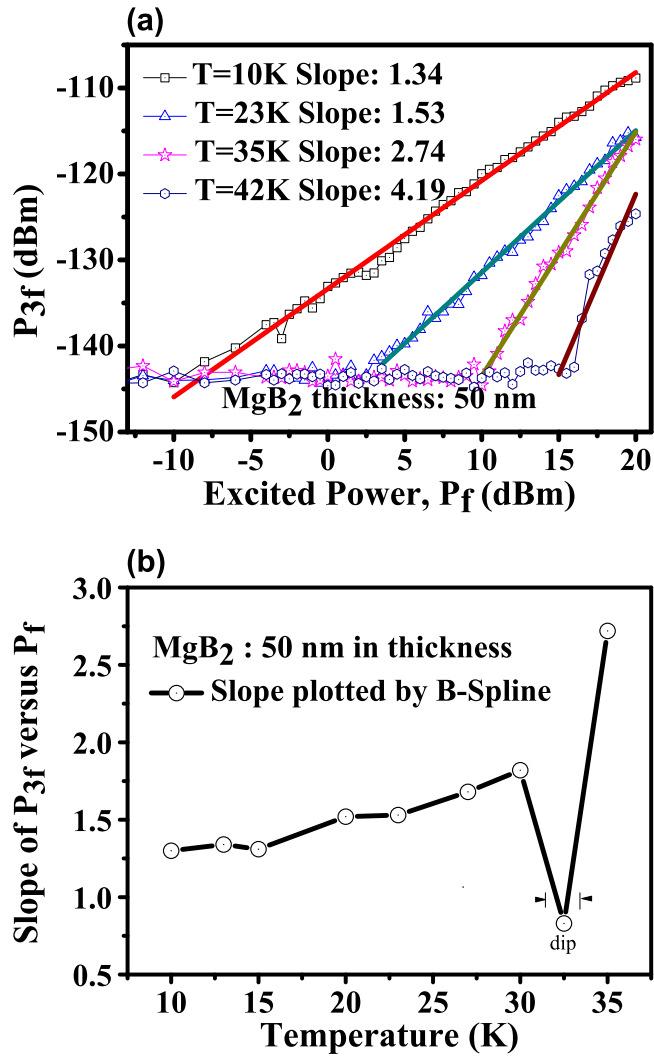 (a)
T=10K Slope: 1.34
T=23K Slope: 1.53
T=35K Slope: 2.74
T=42K Slope: 4.19
MgB2 thickness: 50 nm
-110
-120
-130
-140
-150
P3f (dBm)
-10 -5 0 5 10 15 20
Excited Power, Pf (dBm)
(b)
MgB2 : 50 nm in thickness
Slope plotted by B-Spline
dip
3.0
2.5
2.0
1.5
1.0
0.5
Slope of P3f versus Pf
10 15 20 25 30 35
Temperature (K)